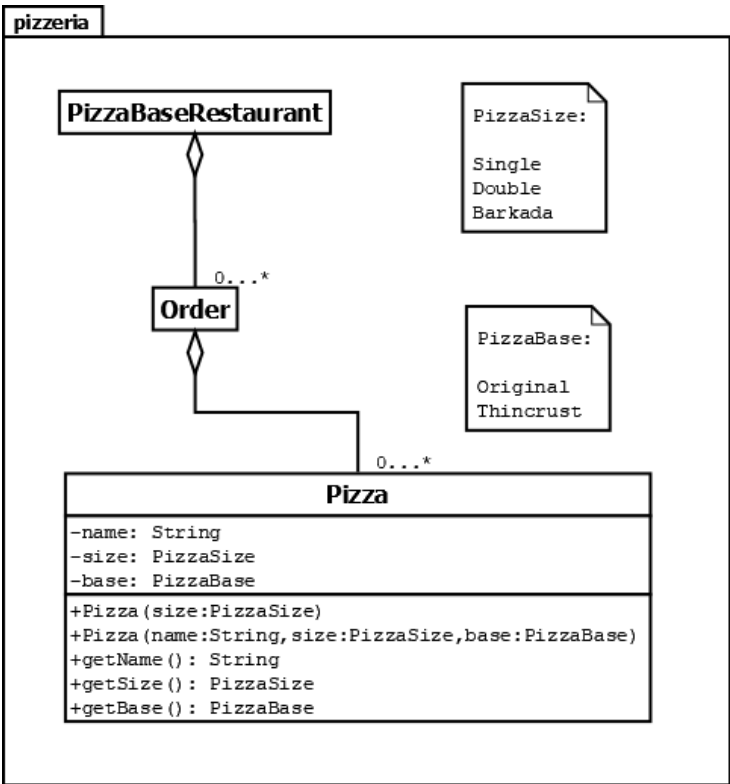 pizzeria
PizzaBaseRestaurant
PizzaSize:
Single
Double
Barkada
0...*
Order
PizzaBase:
Original
Thincrust
0...*
Pizza
-name: String
-size: PizzaSize
-base: PizzaBase
+Pizza(size:PizzaSize)
+Pizza(name:String,size:PizzaSize,base:PizzaBase)
+getName(): String
+getSize(): PizzaSize
+getBase(): PizzaBase